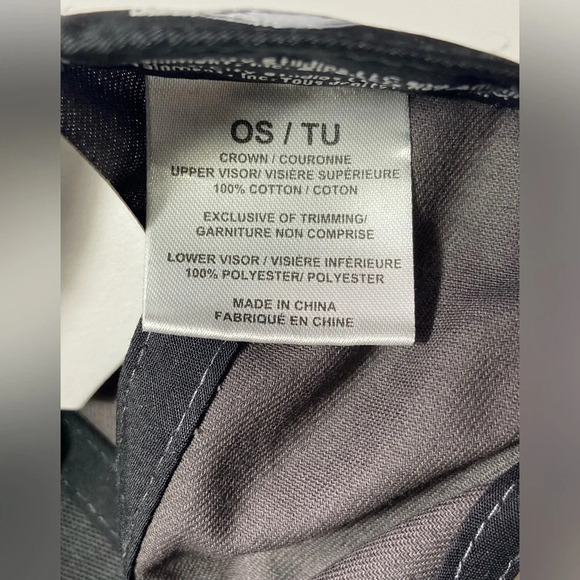 OS / TU
CROWN / COURONNE
UPPER VISOR/ VISIÈRE SUPÉRIEURE
100% COTTON / COTON
EXCLUSIVE OF TRIMMING/
GARNITURE NON COMPRISE
LOWER VISOR / VISIÈRE INFÉRIEURE
100% POLYESTER/ POLYESTER
MADE IN CHINA
FABRIQUÉ EN CHINE